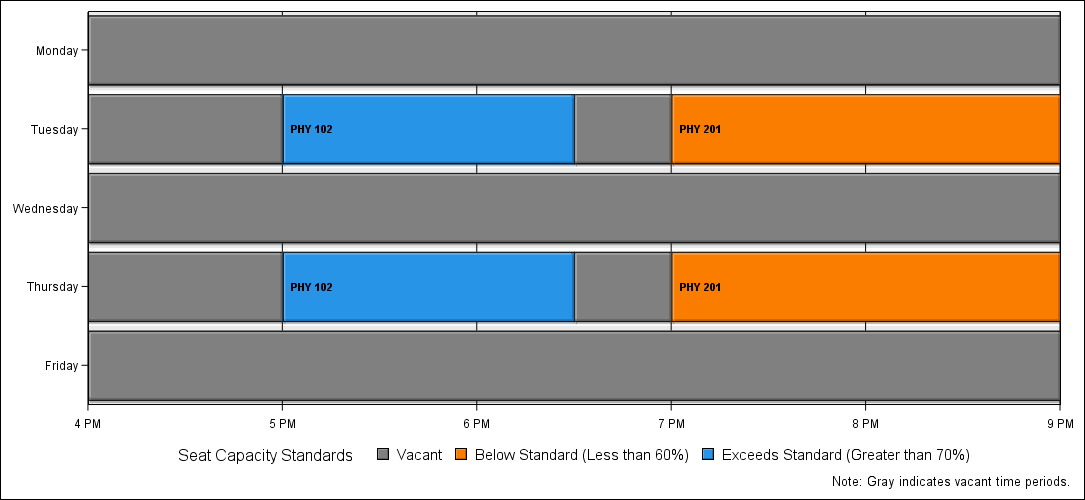 Monday
Tuesday
PHY 102
PHY 201
Wednesday
Thursday
PHY 102
PHY 201
Friday
4 PM
5 PM
6 PM
7 PM
8 PM
9 PM
Seat Capacity Standards
Vacant
Below Standard (Less than 60%)
Exceeds Standard (Greater than 70%)
Note: Gray indicates vacant time periods.